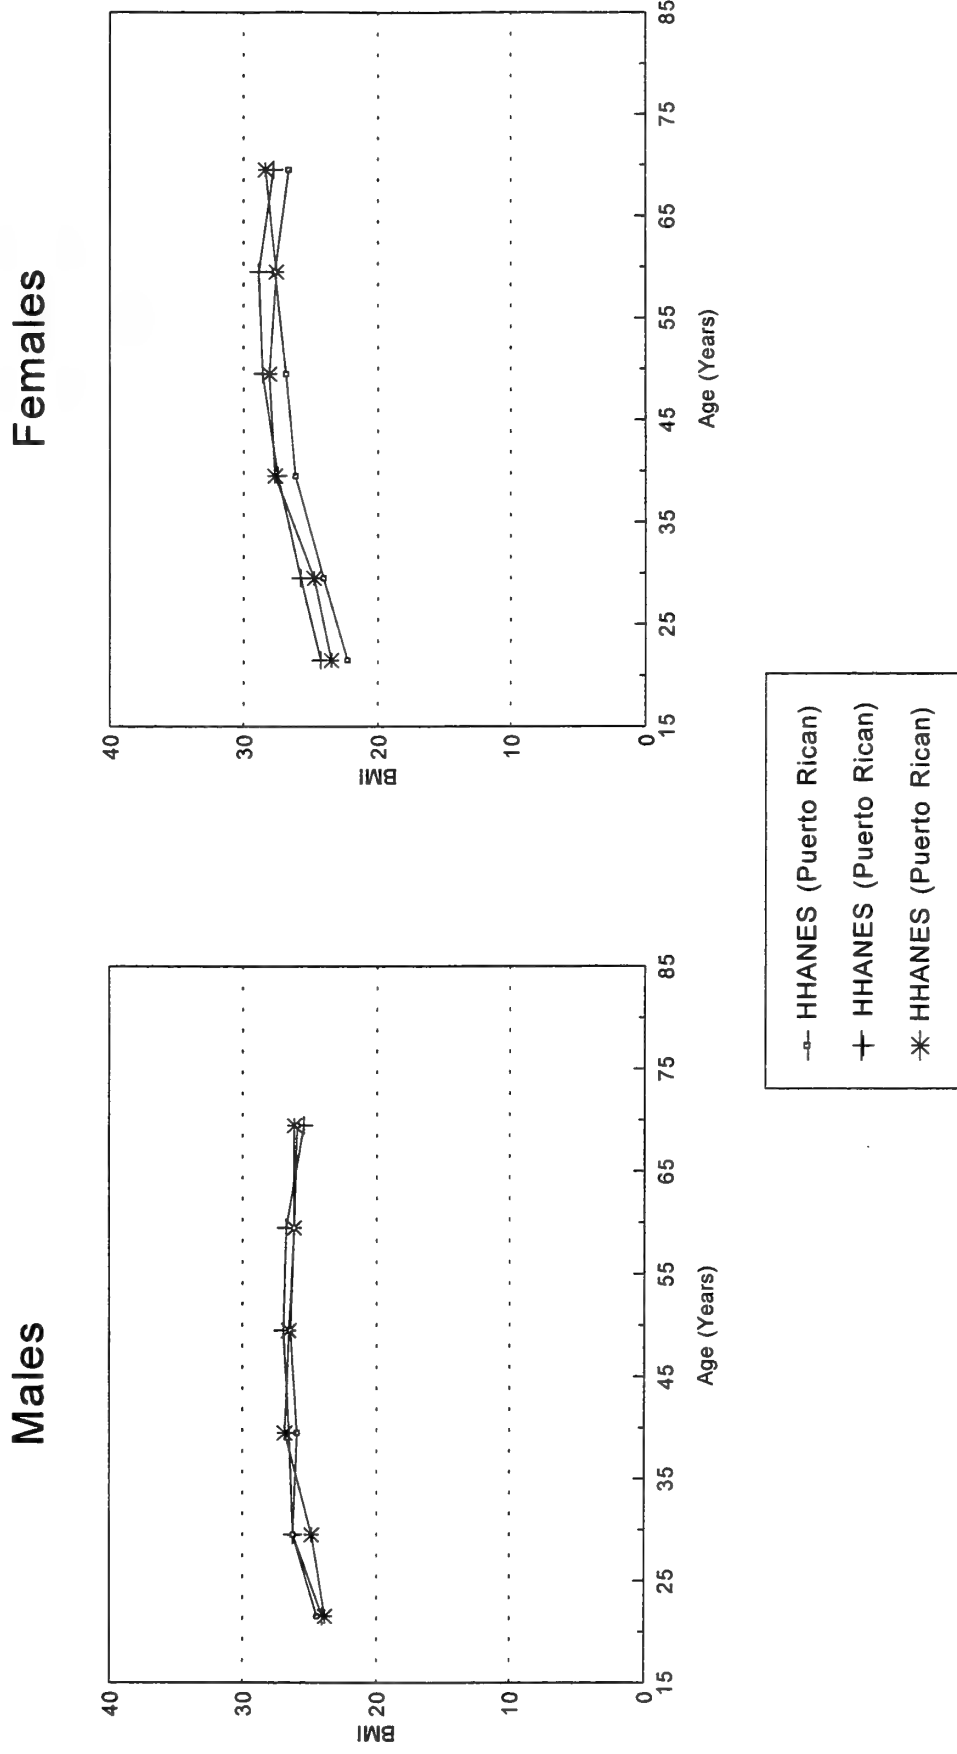 Males
40
30
20
10
0
BMI
15 25 35 45 55 65 75 85
Age (Years)
Females
40
30
20
10
0
BMI
15 25 35 45 55 65 75 85
Age (Years)
HHANES (Puerto Rican)
HHANES (Puerto Rican)
HHANES (Puerto Rican)